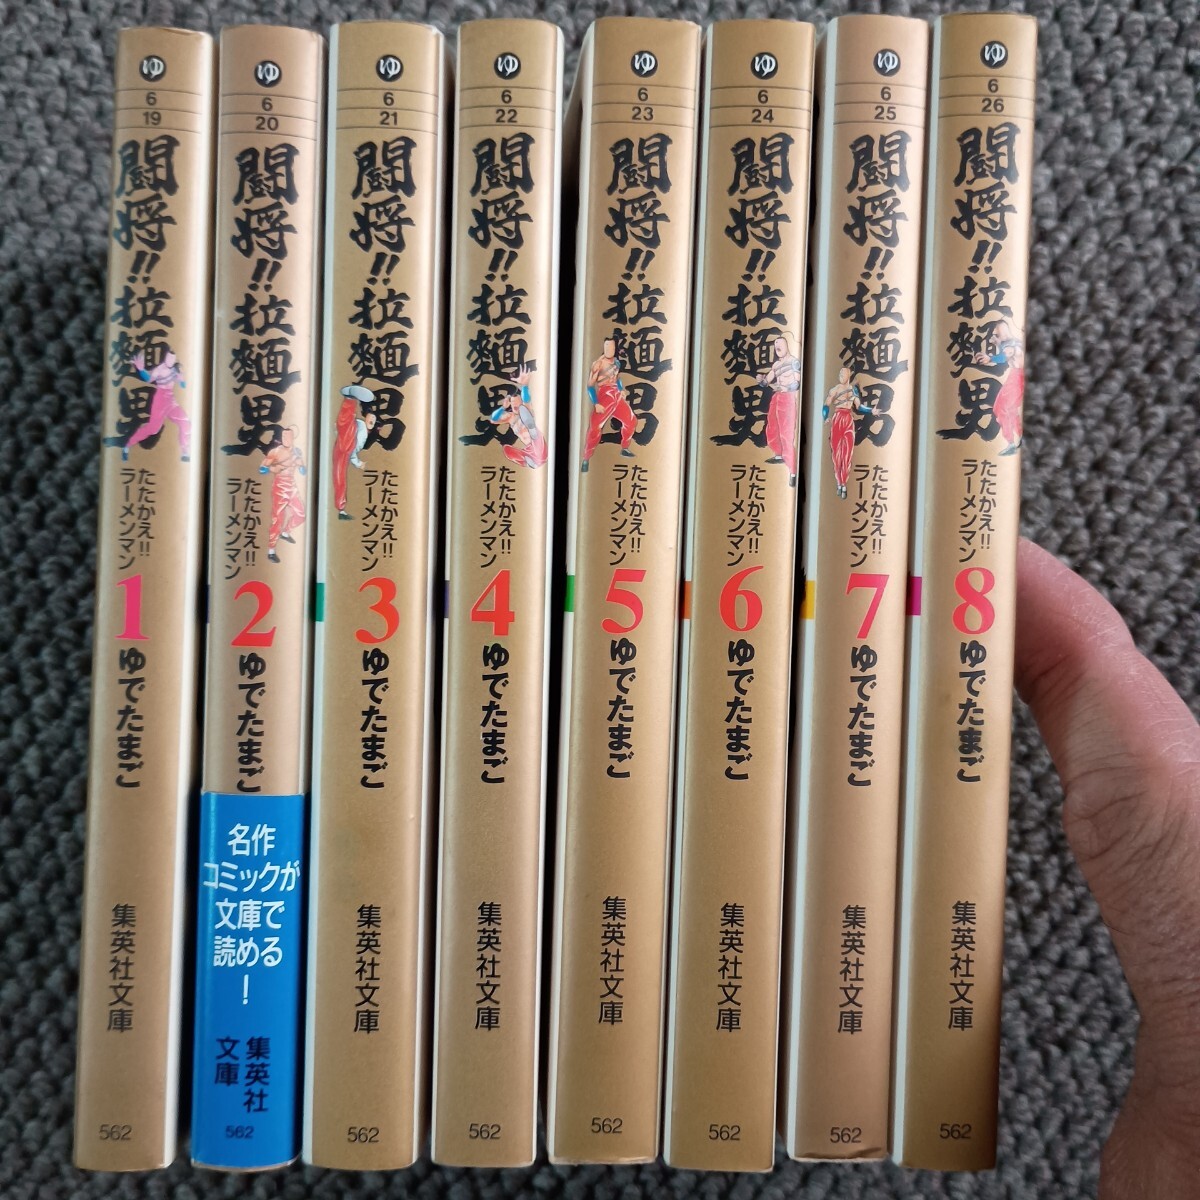 ゆ
6
19
闘将!!拉麵男
たたかえ!!
ラーメンマン
1
ゆでたまご
集英社文庫
562
ゆ
6
20
闘将!!拉麵男
たたかえ!!
ラーメンマン
2
ゆでたまご
名作
コミックが
文庫で
読める
!
集英社
文庫
562
ゆ
6
21
闘将!!拉麵男
たたかえ!!
ラーメンマン
3
ゆでたまご
集英社文庫
562
ゆ
6
22
闘将!!拉麵男
たたかえ!!
ラーメンマン
4
ゆでたまご
集英社文庫
562
ゆ
6
23
闘将!!拉麵男
たたかえ!!
ラーメンマン
5
ゆでたまご
集英社文庫
562
ゆ
6
24
闘将!!拉麵男
たたかえ!!
ラーメンマン
6
ゆでたまご
集英社文庫
562
ゆ
6
25
闘将!!拉麵男
たたかえ!!
ラーメンマン
7
ゆでたまご
集英社文庫
562
ゆ
6
26
闘将!!拉麵男
たたかえ!!
ラーメンマン
8
ゆでたまご
集英社文庫
562